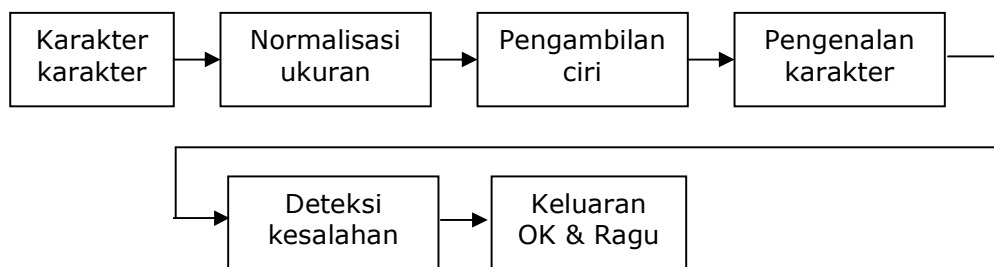 Karakter
karakter
Normalisasi
ukuran
Pengambilan
ciri
Pengenalan
karakter
Deteksi
kesalahan
Keluaran
OK & Ragu